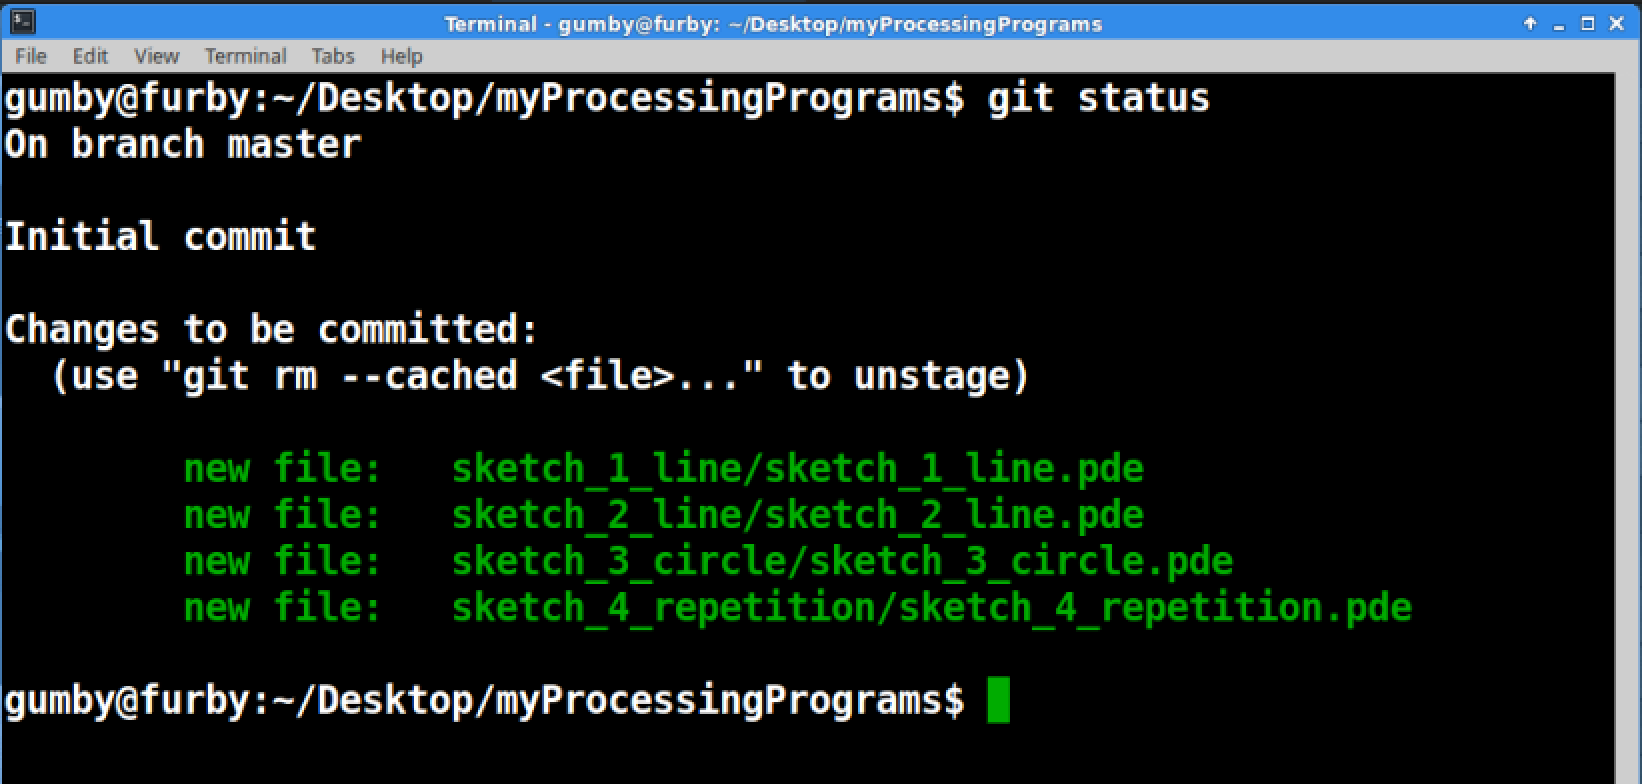 Terminal - gumby@furby: ~/Desktop/myProcessingPrograms
File Edit View Terminal Tabs Help
gumby@furby:~/Desktop/myProcessingPrograms$ git status
On branch master
Initial commit
Changes to be committed:
  (use "git rm --cached <file>..." to unstage)
        new file:   sketch_1_line/sketch_1_line.pde
        new file:   sketch_2_line/sketch_2_line.pde
        new file:   sketch_3_circle/sketch_3_circle.pde
        new file:   sketch_4_repetition/sketch_4_repetition.pde
gumby@furby:~/Desktop/myProcessingPrograms$